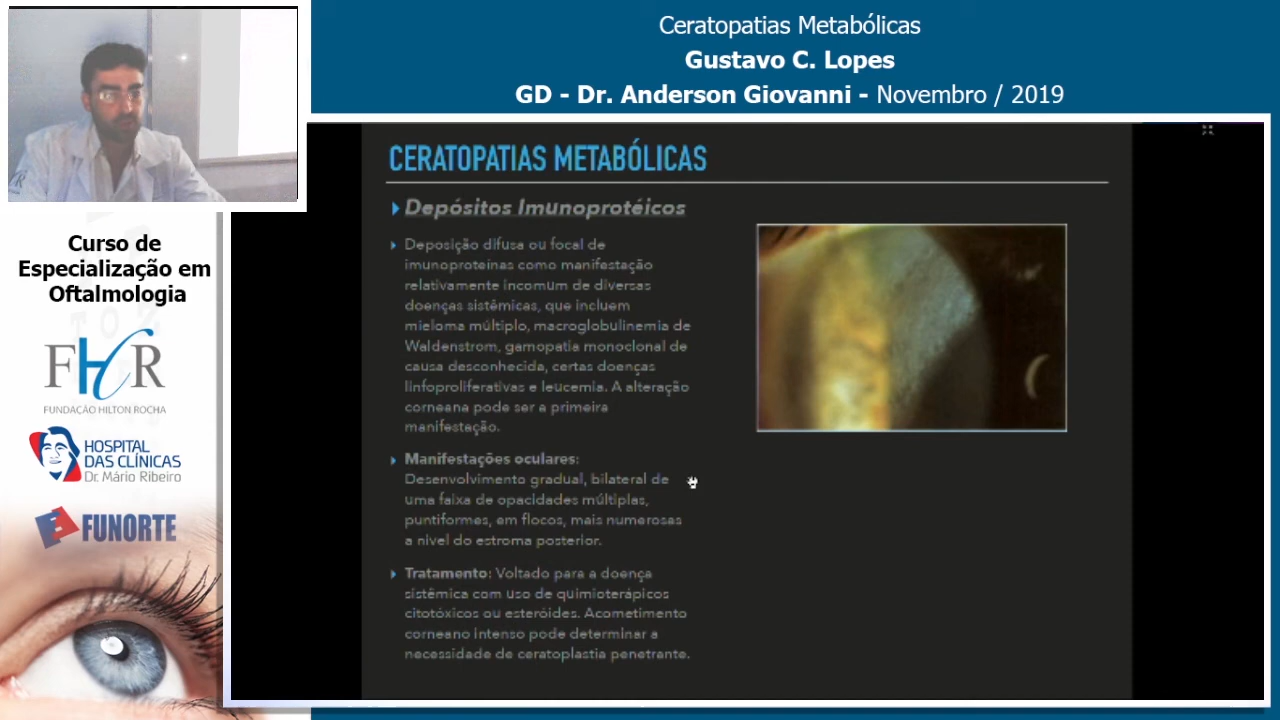 Ceratopatias Metabólicas
Gustavo C. Lopes
GD - Dr. Anderson Giovanni - Novembro / 2019
CERATOPATIAS METABÓLICAS
Depósitos Imunoprotéicos
Deposição difusa ou focal de
imunoproteinas como manifestação
relativamente incomum de diversas
doenças sistêmicas, que incluem
mieloma múltiplo, macroglobulinemia de
Waldenstrom, gamopatia monoclonal de
causa desconhecida, certas doenças
linfoproliferativas e leucemia. A alteração
corneana pode ser a primeira
manifestação.
Manifestações oculares:
Desenvolvimento gradual, bilateral de
uma faixa de opacidades múltiplas,
puntiformes, em flocos, mais numerosas
a nível do estroma posterior.
Tratamento: Voltado para a doença
sistêmica com uso de quimioterápicos
citotóxicos ou esteróides. Acometimento
corneano intenso pode determinar a
necessidade de ceratoplastia penetrante.
Curso de
Especialização em
Oftalmologia
FHR
FUNDAÇÃO HILTON ROCHA
HOSPITAL
DAS CLÍNICAS
Dr. Mário Ribeiro
FUNORTE